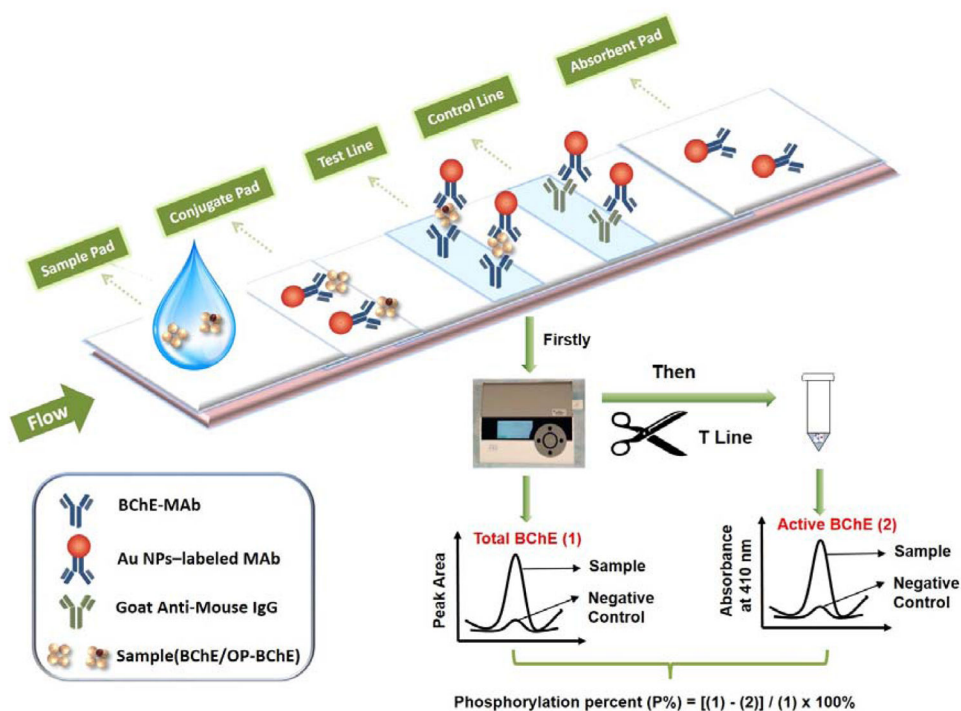 Absorbent Pad
Control Line
Test Line
Conjugate Pad
Sample Pad
Flow
Firstly
Then
T Line
BChE-MAb
Au NPs–labeled MAb
Goat Anti-Mouse IgG
Sample(BChE/OP-BChE)
Total BChE (1)
Peak Area
Sample
Negative
Control
Active BChE (2)
Absorbance
at 410 nm
Sample
Negative
Control
Phosphorylation percent (P%) = [(1) - (2)] / (1) x 100%